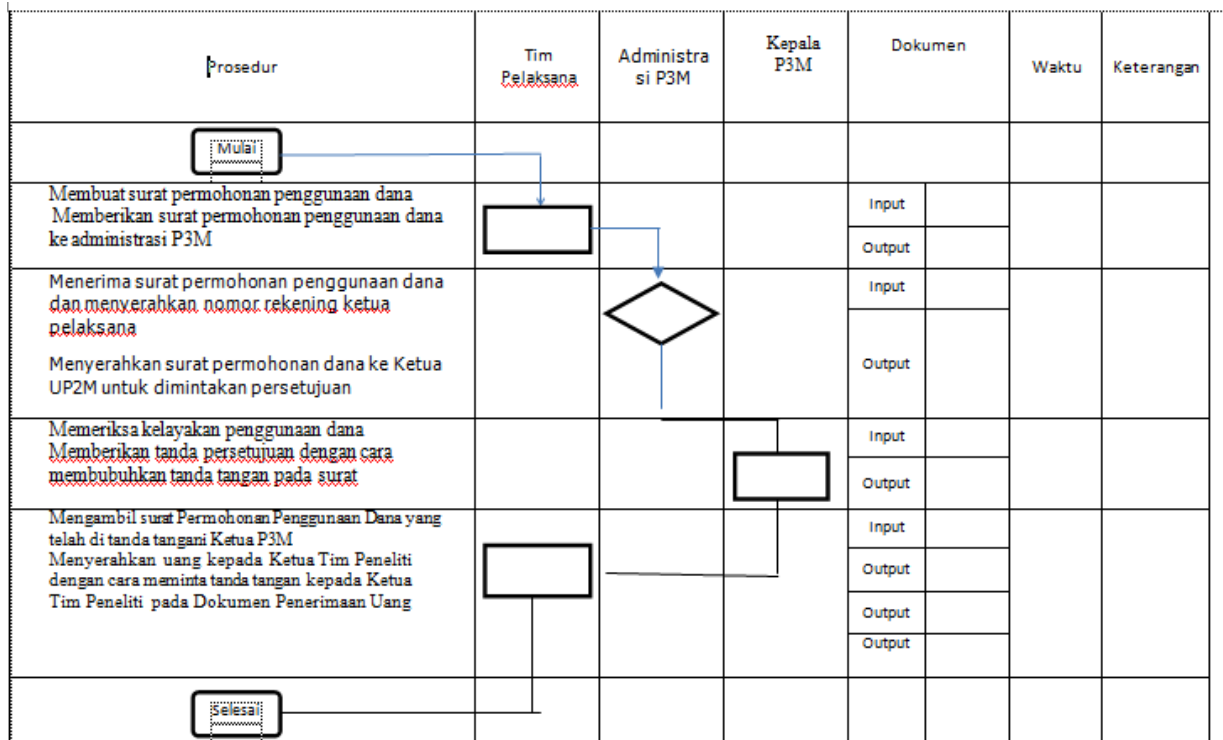 Prosedur
Tim
Pelaksana
Administra
si P3M
Kepala
P3M
Dokumen
Waktu
Keterangan
Mulai
Membuat surat permohonan penggunaan dana
Memberikan surat permohonan penggunaan dana
ke administrasi P3M
Input
Output
Menerima surat permohonan penggunaan dana
dan menyerahkan nomor rekening ketua
pelaksana
Menyerahkan surat permohonan dana ke Ketua
UP2M untuk dimintakan persetujuan
Input
Output
Memeriksa kelayakan penggunaan dana
Memberikan tanda persetujuan dengan cara
membubuhkan tanda tangan pada surat
Input
Output
Mengambil surat Permohonan Penggunaan Dana yang
telah di tanda tangani Ketua P3M
Menyerahkan uang kepada Ketua Tim Peneliti
dengan cara meminta tanda tangan kepada Ketua
Tim Peneliti pada Dokumen Penerimaan Uang
Input
Output
Output
Output
Selesai